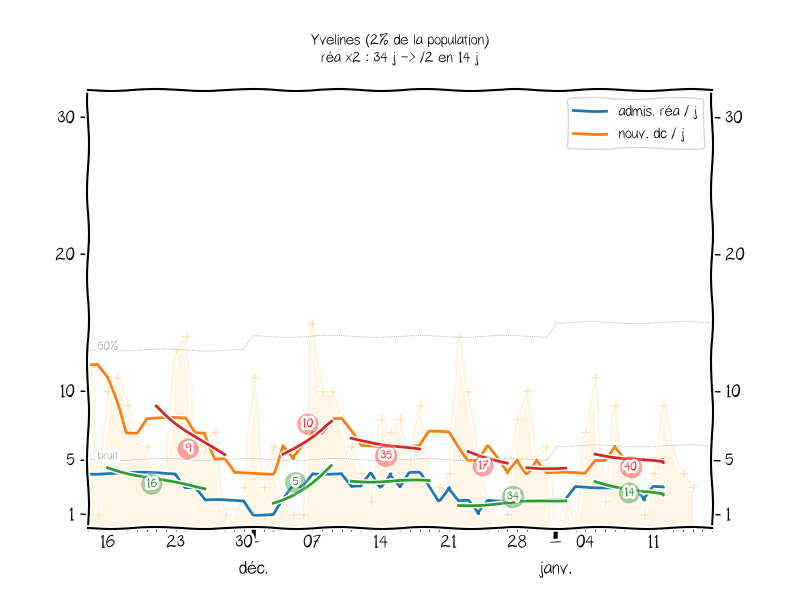 Yvelines (2% de la population)
réa x2 : 34 j -> /2 en 14 j
admis. réa / j
nouv. dc / j
30
30
20
20
50%
10
10
10
9
35
bruit
5
5
17
40
16
5
34
14
1
1
16 23 30 07 14 21 28 04 11
déc. janv.